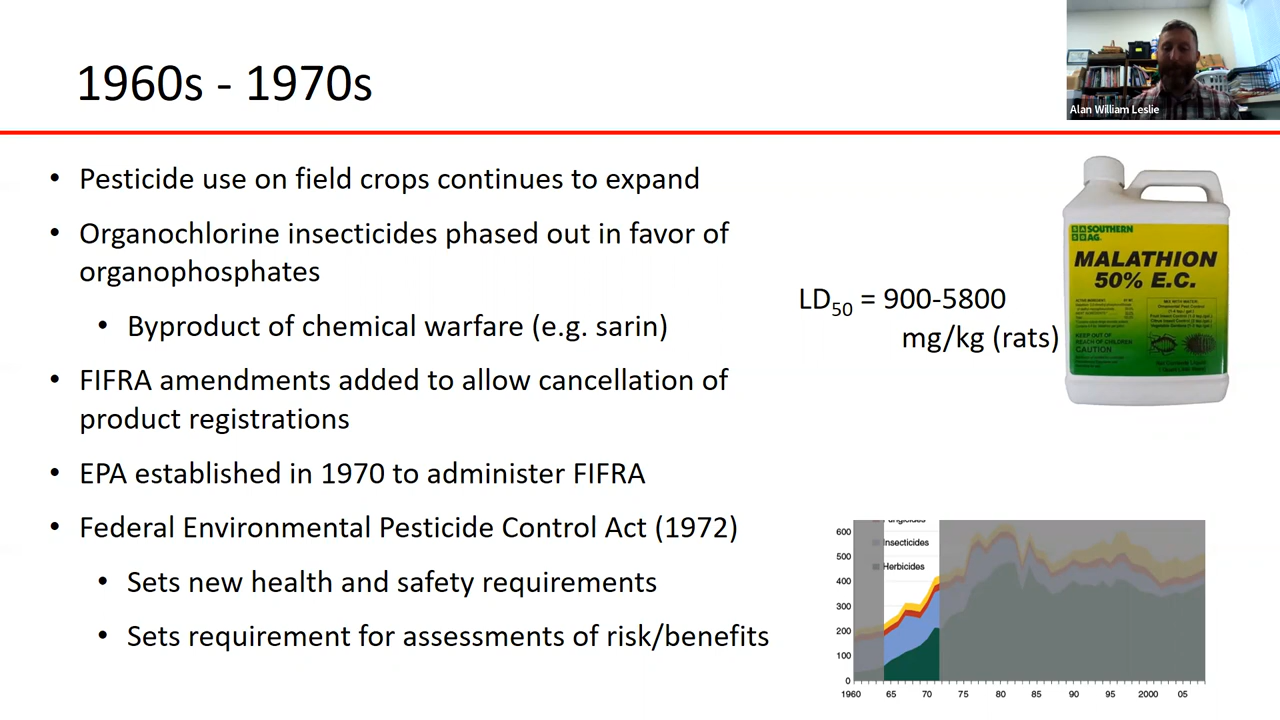 1960s - 1970s
Alan William Leslie
• Pesticide use on field crops continues to expand
• Organochlorine insecticides phased out in favor of
organophosphates
• Byproduct of chemical warfare (e.g. sarin)
• FIFRA amendments added to allow cancellation of
product registrations
• EPA established in 1970 to administer FIFRA
• Federal Environmental Pesticide Control Act (1972)
• Sets new health and safety requirements
• Sets requirement for assessments of risk/benefits
LD50 = 900-5800
mg/kg (rats)
SOUTHERN
AG
MALATHION
50% E.C.
KEEP OUT OF
REACH OF CHILDREN
CAUTION
Fungicides
Insecticides
Herbicides
600
500
400
300
200
100
0
1960 65 70 75 80 85 90 95 2000 05